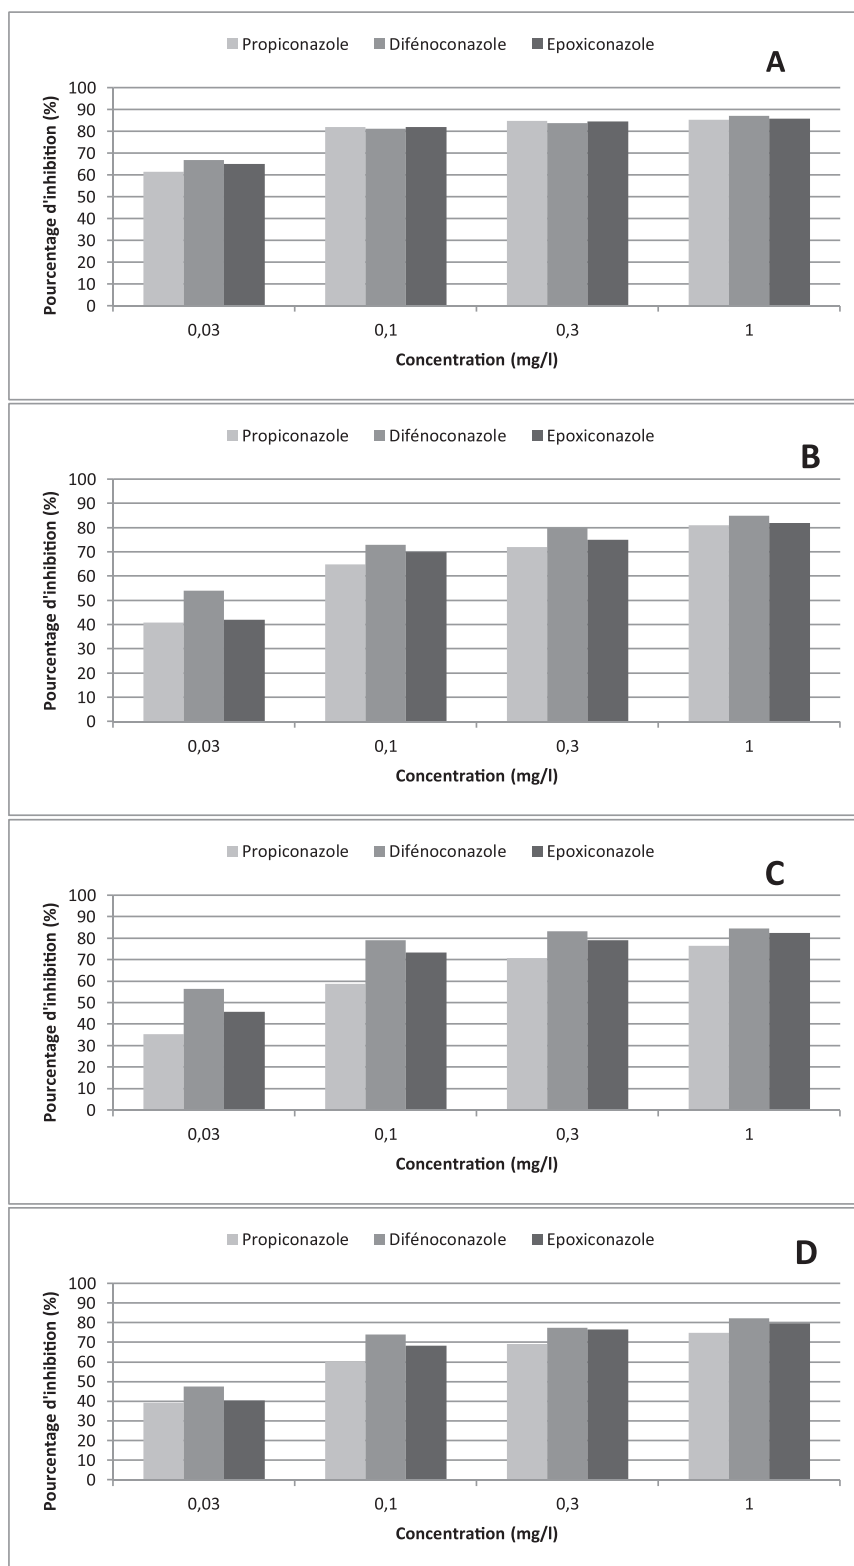 Propiconazole Difénoconazole Epoxiconazole
A
Pourcentage d'inhibition (%)
100
90
80
70
60
50
40
30
20
10
0
0,03 0,1 0,3 1
Concentration (mg/l)
Propiconazole Difénoconazole Epoxiconazole
B
Pourcentage d'inhibition (%)
100
90
80
70
60
50
40
30
20
10
0
0,03 0,1 0,3 1
Concentration (mg/l)
Propiconazole Difénoconazole Epoxiconazole
C
Pourcentage d'inhibition (%)
100
90
80
70
60
50
40
30
20
10
0
0,03 0,1 0,3 1
Concentration (mg/l)
Propiconazole Difénoconazole Epoxiconazole
D
Pourcentage d'inhibition (%)
100
90
80
70
60
50
40
30
20
10
0
0,03 0,1 0,3 1
Concentration (mg/l)